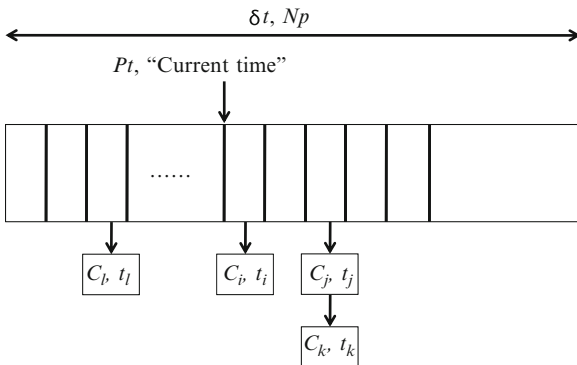 δt, Np
Pt, “Current time”
......
C_l, t_l
C_i, t_i
C_j, t_j
C_k, t_k